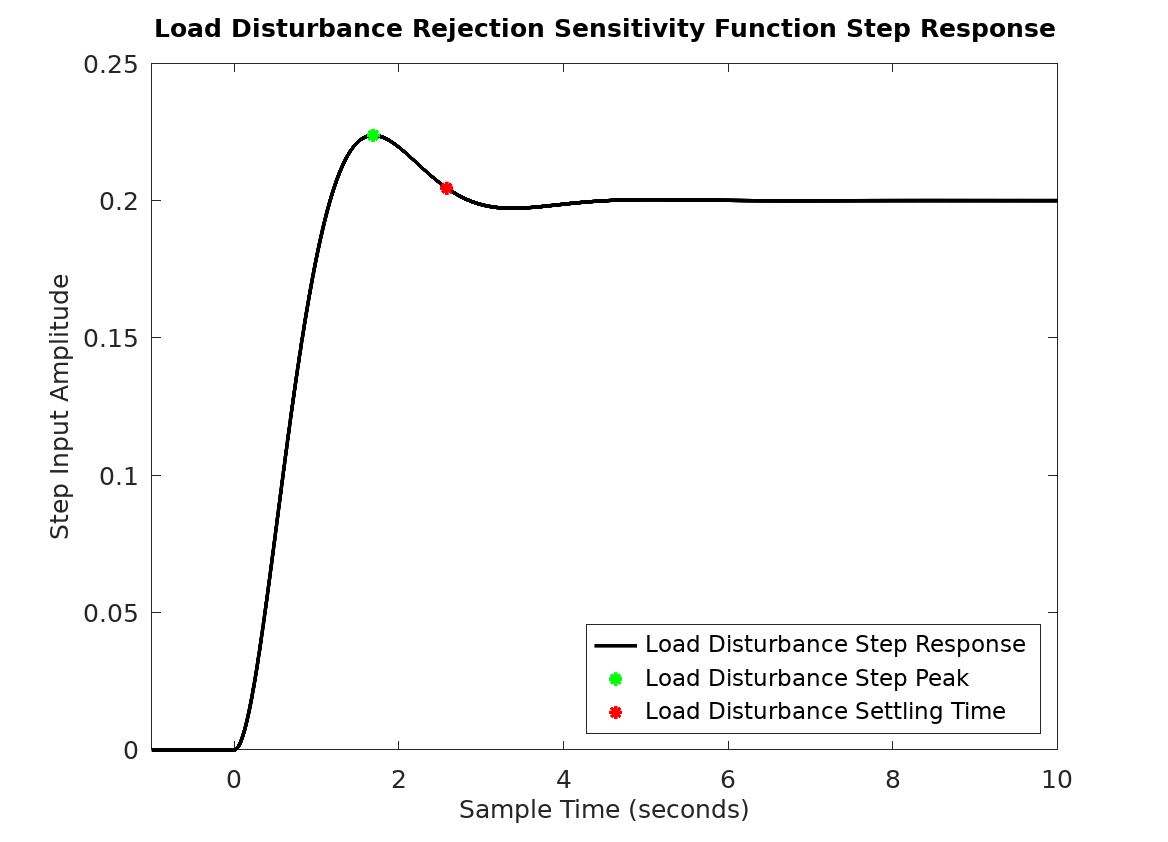 Load Disturbance Rejection Sensitivity Function Step Response
0.25
0.2
0.15
0.1
0.05
0
Step Input Amplitude
Load Disturbance Step Response
Load Disturbance Step Peak
Load Disturbance Settling Time
0 2 4 6 8 10
Sample Time (seconds)